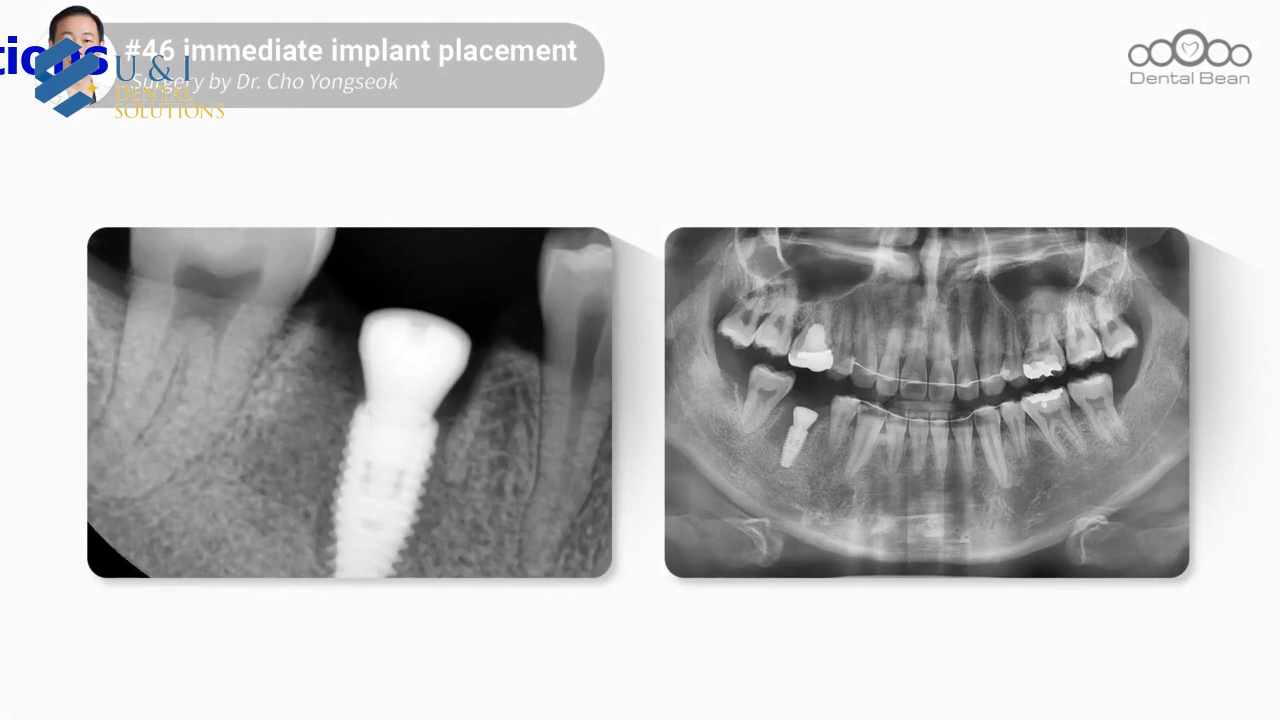 #46 immediate implant placement
Surgery by Dr. Cho Yongseok
U & I
DENTAL
SOLUTIONS
Dental Bean